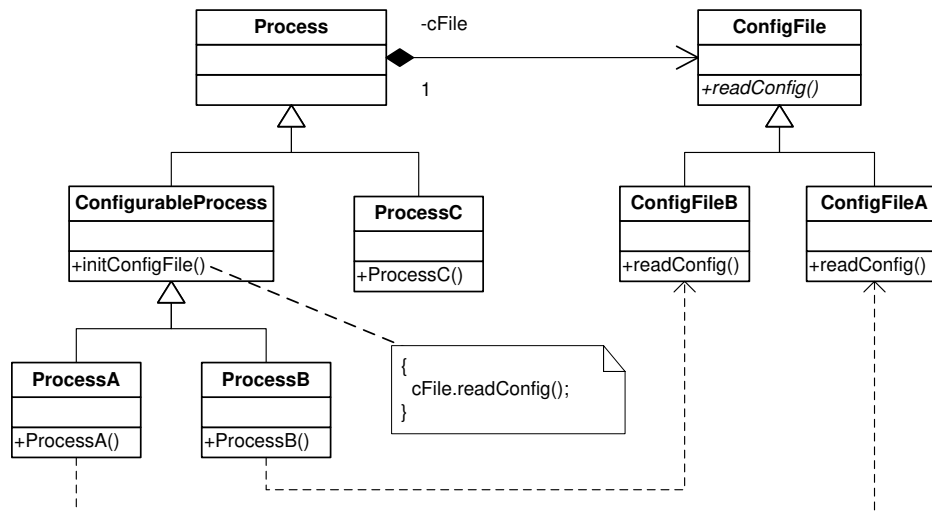 Process
-cFile
1
ConfigFile
+readConfig()
ConfigurableProcess
+initConfigFile()
ProcessC
+ProcessC()
ConfigFileB
+readConfig()
ConfigFileA
+readConfig()
ProcessA
+ProcessA()
ProcessB
+ProcessB()
{
cFile.readConfig();
}